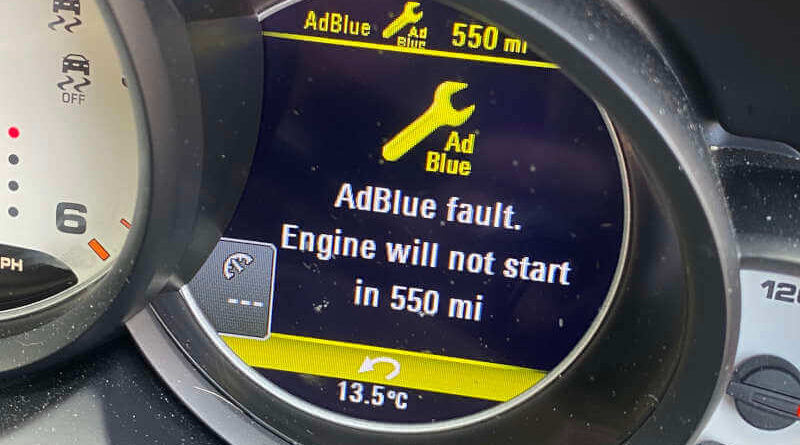 AdBlue Ad Blue 550 mi
OFF
Ad
Blue
AdBlue fault.
Engine will not start
in 550 mi
6
PH
---
13.5°C